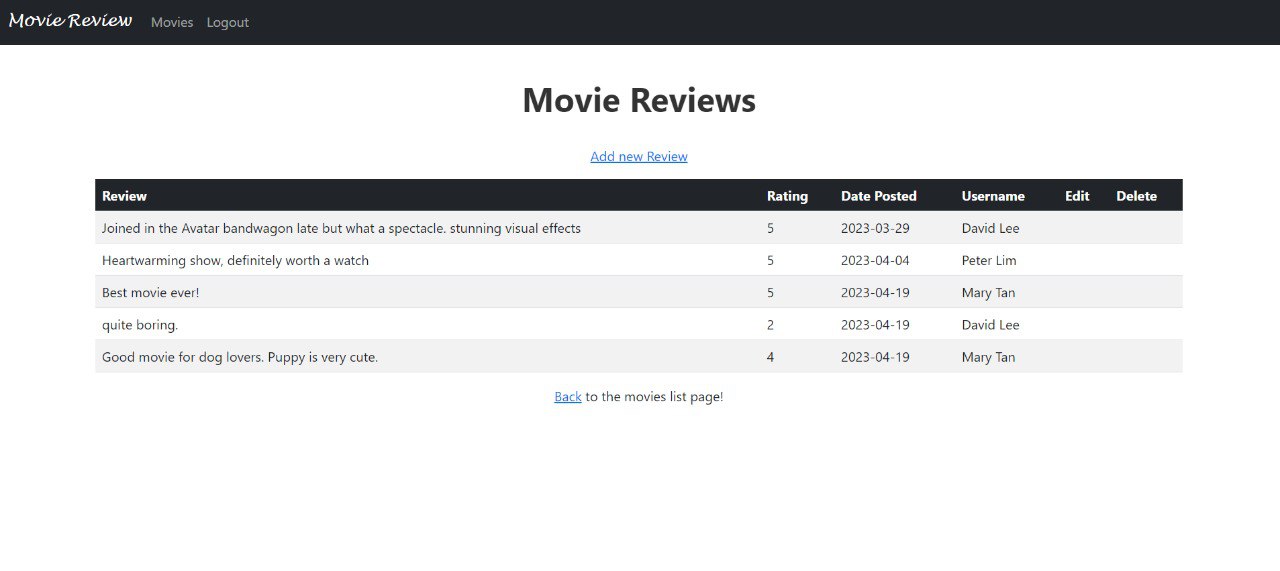 Movie Review Movies Logout
Movie Reviews
Add new Review
Review Rating Date Posted Username Edit Delete
Joined in the Avatar bandwagon late but what a spectacle. stunning visual effects 5 2023-03-29 David Lee
Heartwarming show, definitely worth a watch 5 2023-04-04 Peter Lim
Best movie ever! 5 2023-04-19 Mary Tan
quite boring. 2 2023-04-19 David Lee
Good movie for dog lovers. Puppy is very cute. 4 2023-04-19 Mary Tan
Back to the movies list page!